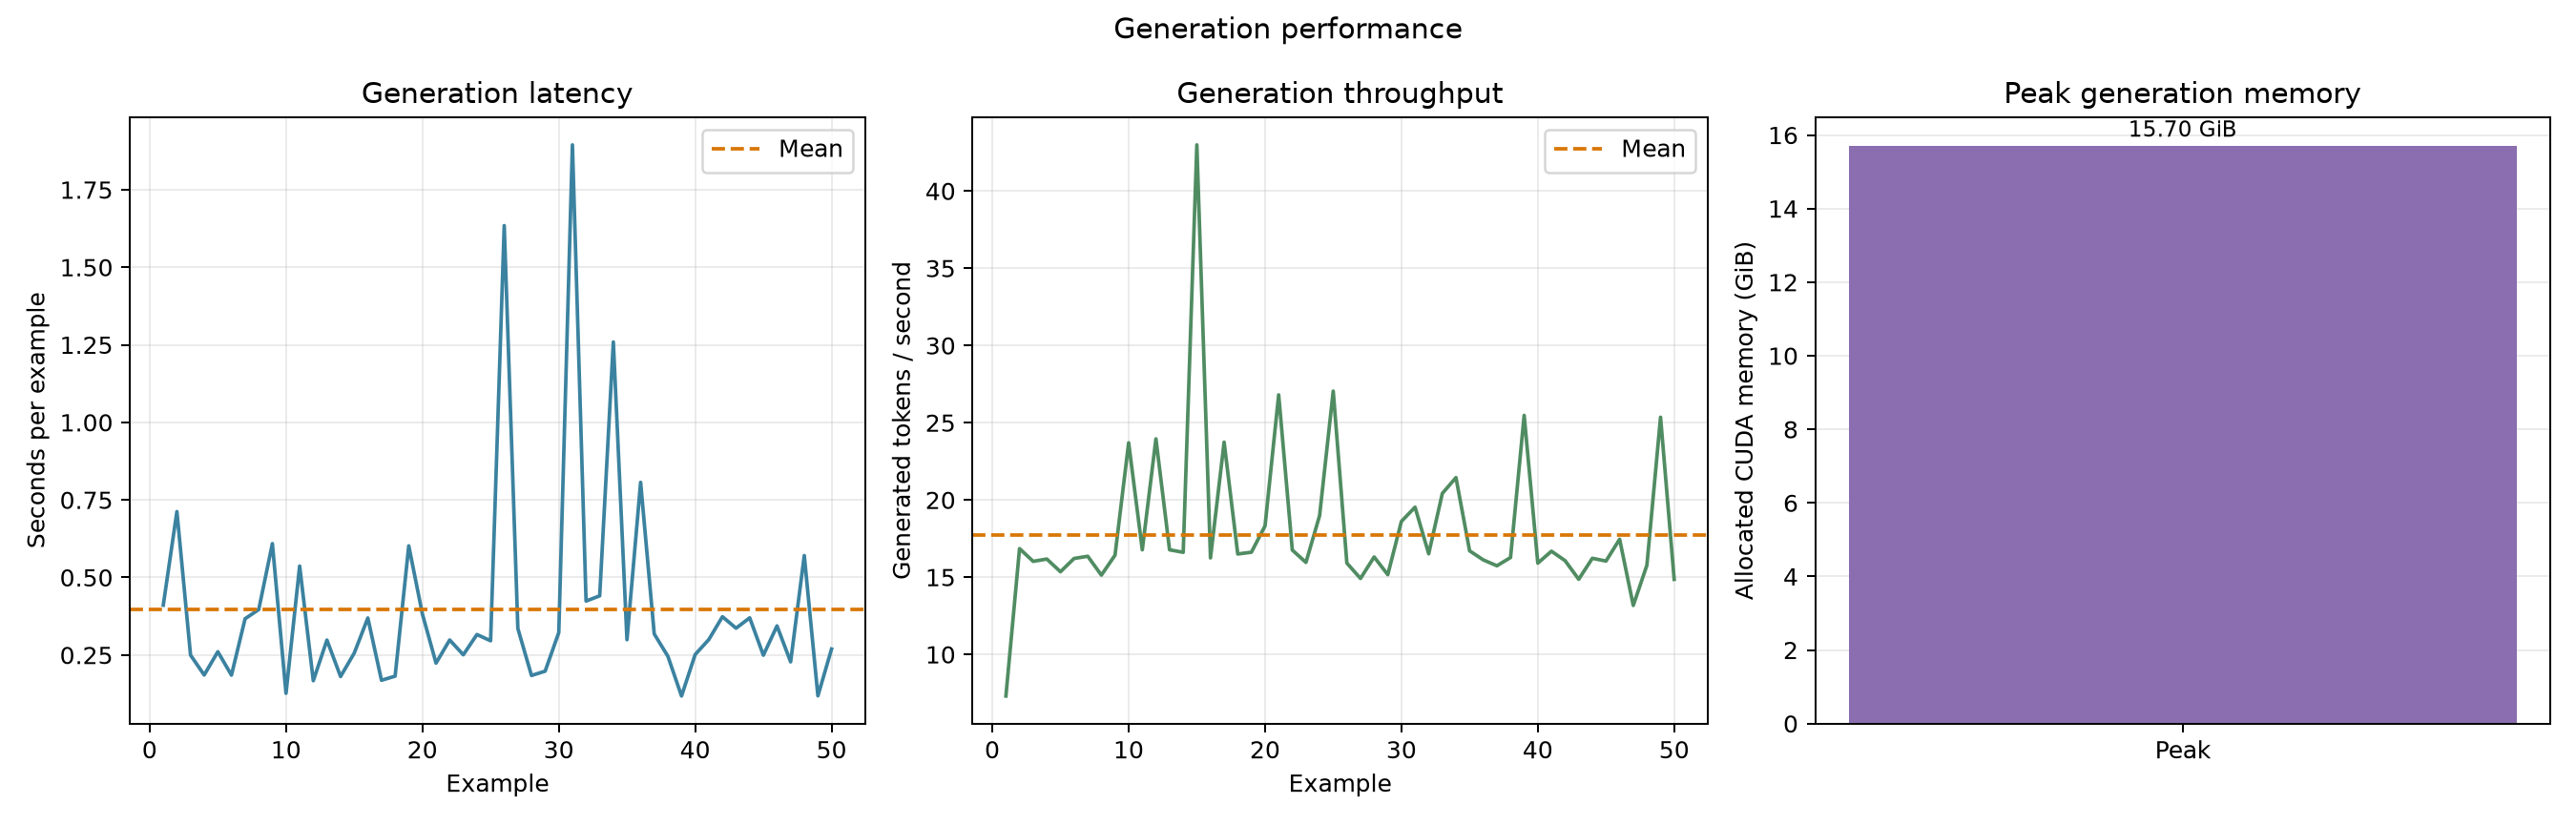 Generation performance
Generation latency
Seconds per example
1.75
1.50
1.25
1.00
0.75
0.50
0.25
Mean
0 10 20 30 40 50
Example
Generation throughput
Generated tokens / second
40
35
30
25
20
15
10
Mean
0 10 20 30 40 50
Example
Peak generation memory
Allocated CUDA memory (GiB)
16
14
12
10
8
6
4
2
0
15.70 GiB
Peak